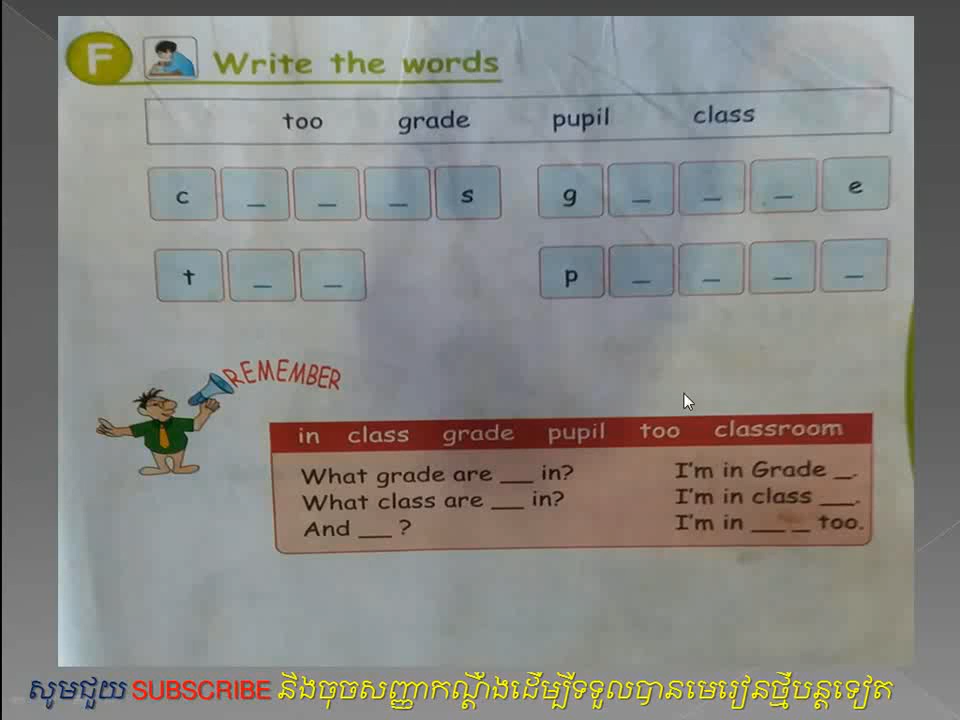 F Write the words
too grade pupil class
c _ _ _ s g _ _ _ e
t _ _ p _ _ _ _
REMEMBER
in class grade pupil too classroom
What grade are ___ in? I'm in Grade _.
What class are ___ in? I'm in class ___.
And ___ ? I'm in ___ _ too.
សូមជួយ SUBSCRIBE និងចុចសញ្ញាកណ្ដឹងដើម្បីទទួលបានមេរៀនថ្មីបន្តទៀត